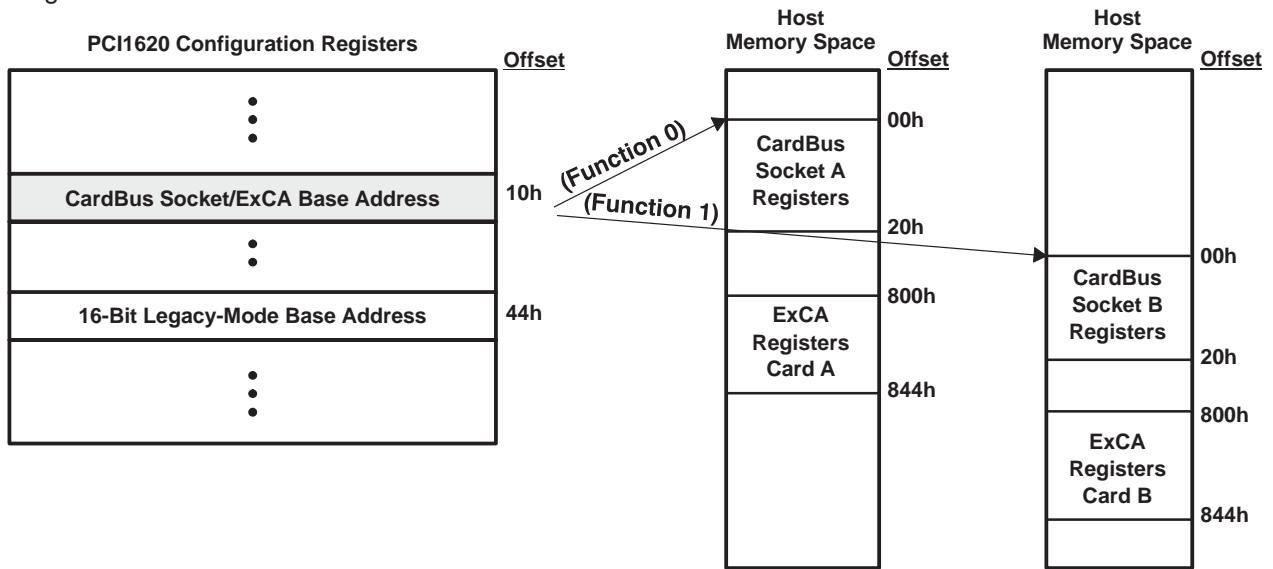 PCI1620 Configuration Registers
Offset
CardBus Socket/ExCA Base Address
10h
16-Bit Legacy-Mode Base Address
44h
(Function 0)
(Function 1)
Host
Memory Space
Offset
00h
CardBus
Socket A
Registers
20h
800h
ExCA
Registers
Card A
844h
Host
Memory Space
Offset
00h
CardBus
Socket B
Registers
20h
800h
ExCA
Registers
Card B
844h